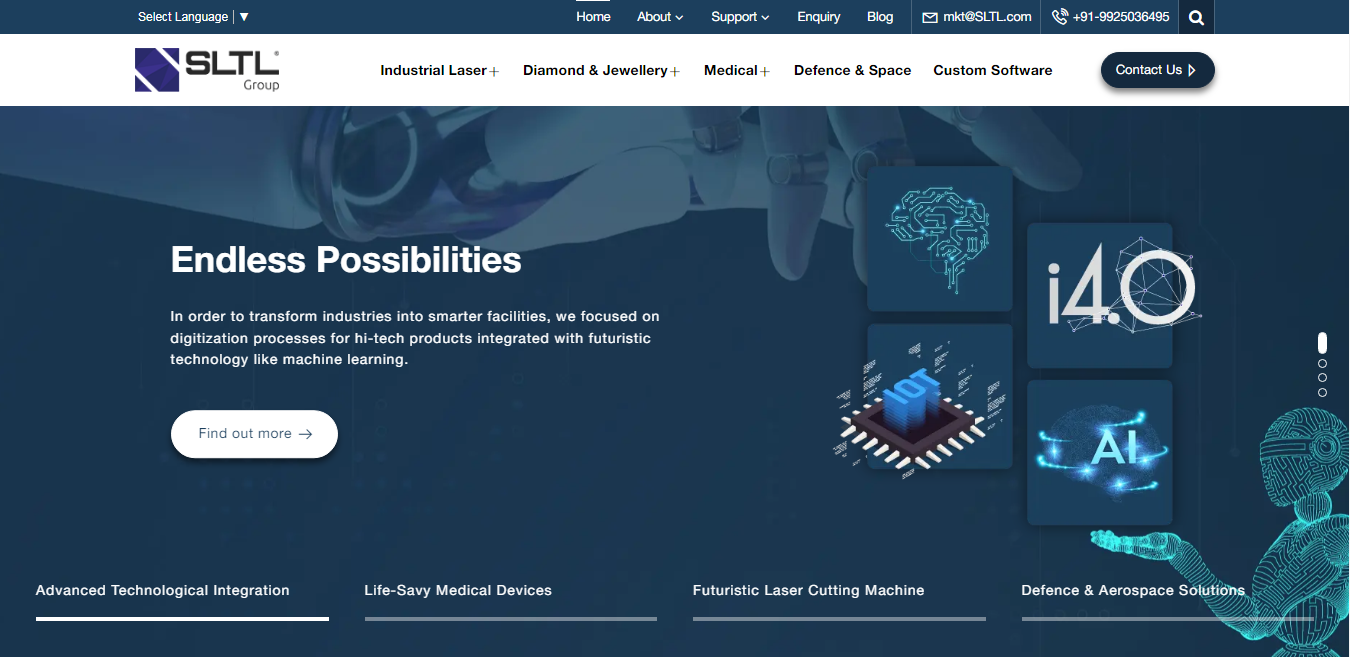 Select Language ▼
Home
About
Support
Enquiry
Blog
mkt@SLTL.com
+91-9925036495
SLTL®
Group
Industrial Laser+
Diamond & Jewellery+
Medical+
Defence & Space
Custom Software
Contact Us
Endless Possibilities
In order to transform industries into smarter facilities, we focused on
digitization processes for hi-tech products integrated with futuristic
technology like machine learning.
Find out more →
i4.0
IOT
AI
Advanced Technological Integration
Life-Savy Medical Devices
Futuristic Laser Cutting Machine
Defence & Aerospace Solutions